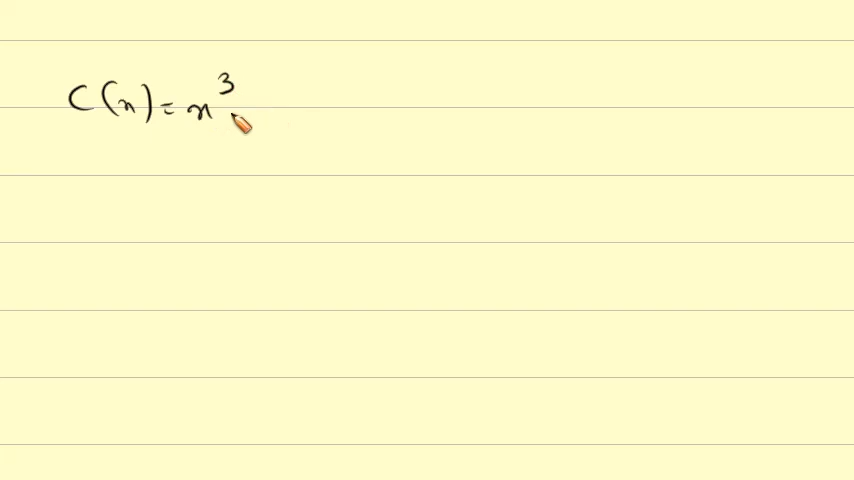 C(x) = x³